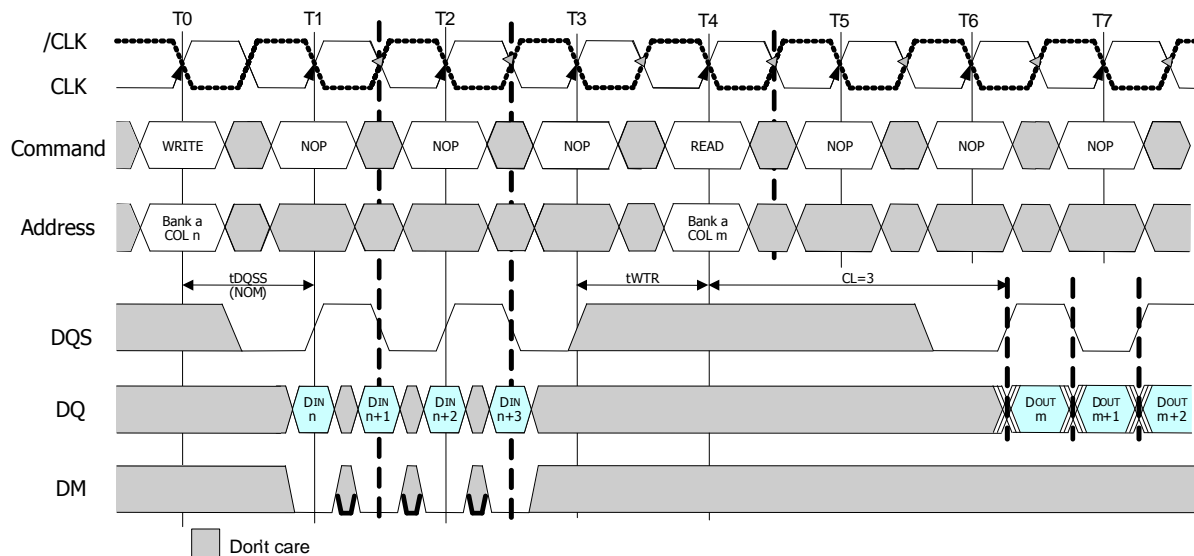 T0 T1 T2 T3 T4 T5 T6 T7
/CLK
CLK
Command WRITE NOP NOP NOP READ NOP NOP NOP
Address Bank a COL n Bank a COL m
tDQSS (NOM) tWTR CL=3
DQS
DQ DIN n DIN n+1 DIN n+2 DIN n+3 DOUT m DOUT m+1 DOUT m+2
DM
Don't care